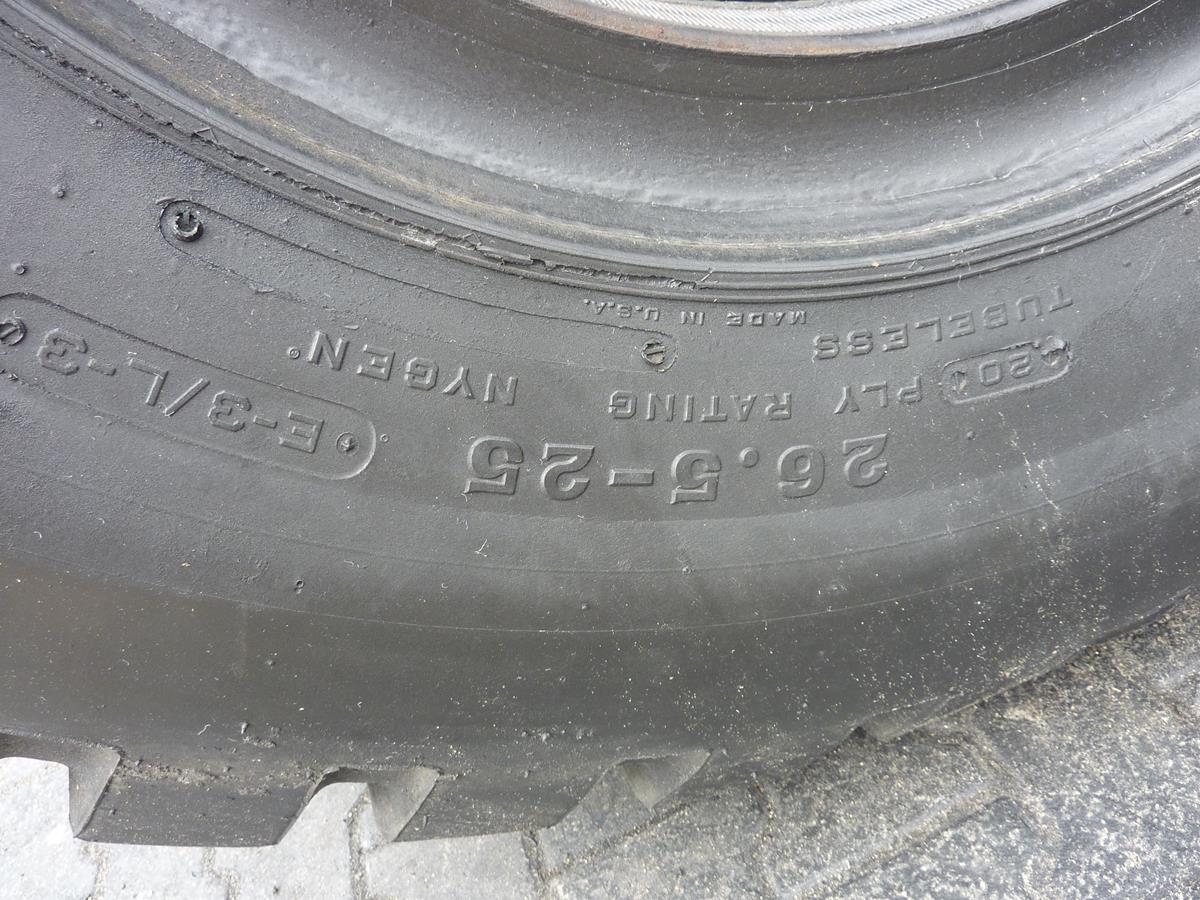 26.5-25
20 PLY RATING
TUBELESS
MADE IN U.S.A.
NYGEN®
E-3/L-3